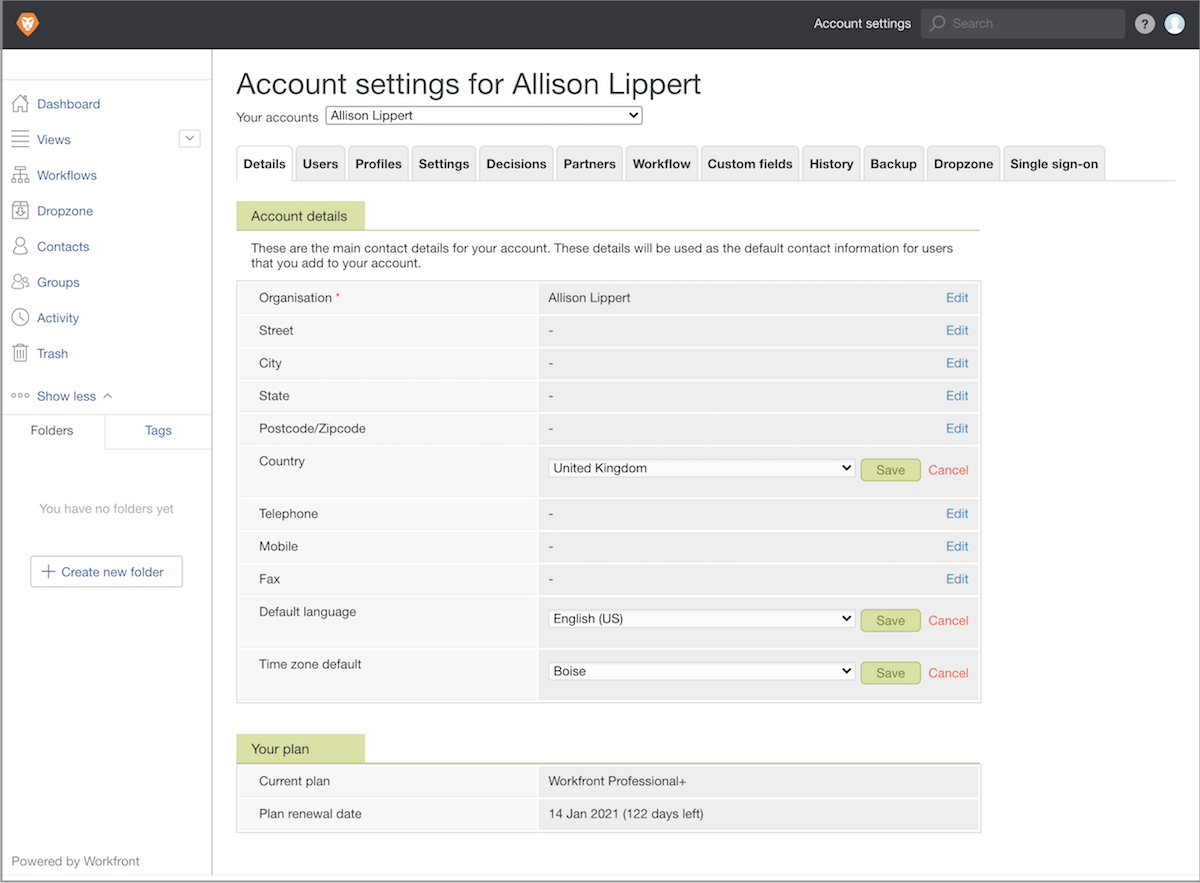 Account settings
Search
?
Dashboard
Views
Workflows
Dropzone
Contacts
Groups
Activity
Trash
Show less
Folders Tags
You have no folders yet
Create new folder
Powered by Workfront
Account settings for Allison Lippert
Your accounts Allison Lippert
Details Users Profiles Settings Decisions Partners Workflow Custom fields History Backup Dropzone Single sign-on
Account details
These are the main contact details for your account. These details will be used as the default contact information for users
that you add to your account.
Organisation * Allison Lippert Edit
Street - Edit
City - Edit
State - Edit
Postcode/Zipcode - Edit
Country United Kingdom Save Cancel
Telephone - Edit
Mobile - Edit
Fax - Edit
Default language English (US) Save Cancel
Time zone default Boise Save Cancel
Your plan
Current plan Workfront Professional+
Plan renewal date 14 Jan 2021 (122 days left)